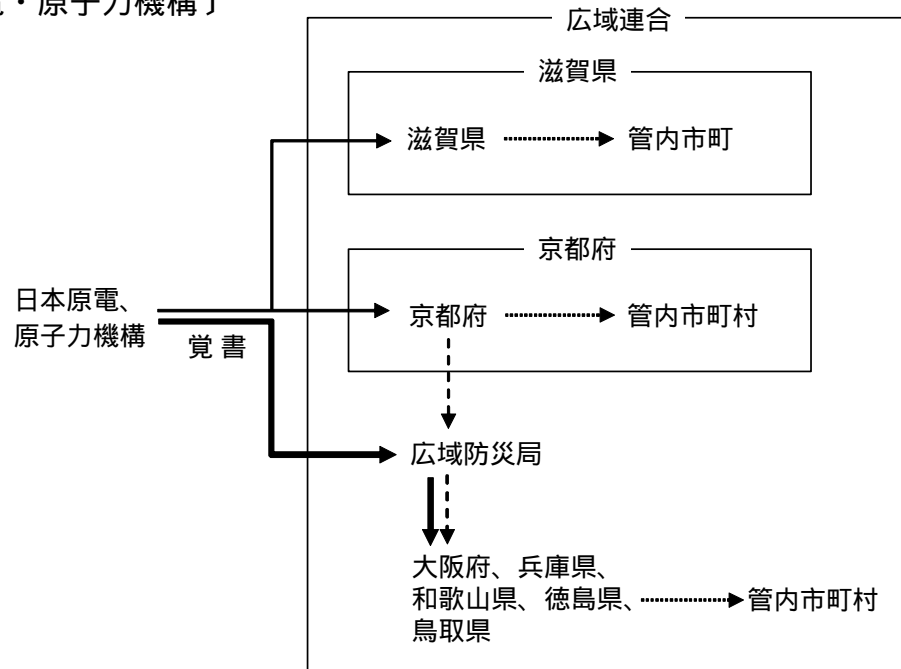 電・原子力機構〕
広域連合
滋賀県
滋賀県
管内市町
京都府
日本原電、
原子力機構
覚 書
京都府
管内市町村
広域防災局
大阪府、兵庫県、
和歌山県、徳島県、
鳥取県
管内市町村